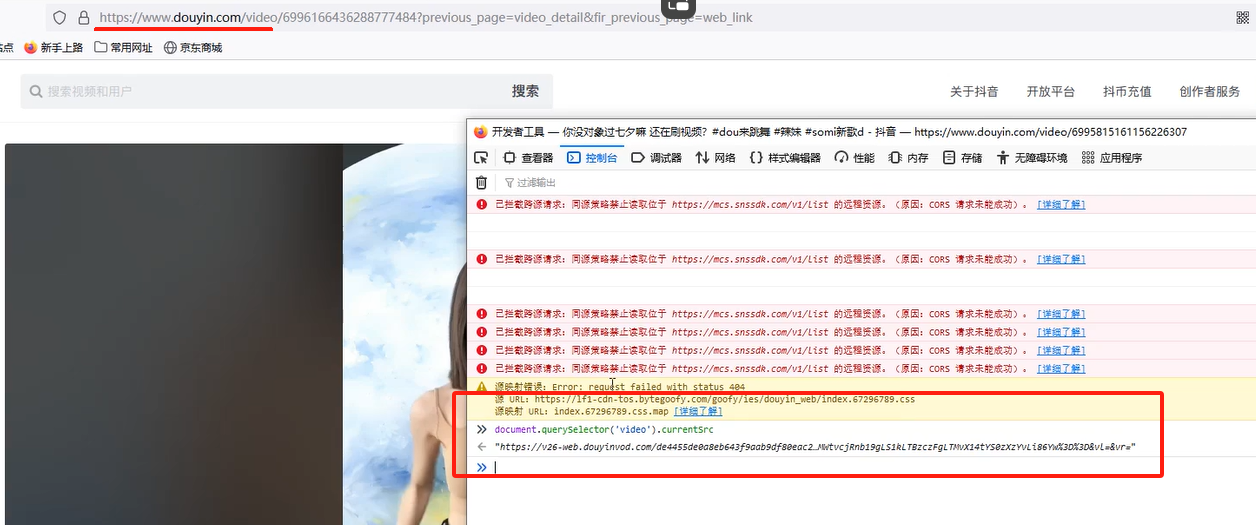 https://www.douyin.com/video/6996166436288777484?previous_page=video_detail&fir_previous_page=web_link
站点 新手上路 常用网址 京东商城
搜索视频和用户 搜索 关于抖音 开放平台 抖币充值 创作者服务
开发者工具 — 你没对象过七夕嘛 还在刷视频？#dou来跳舞 #辣妹 #somi新歌d - 抖音 — https://www.douyin.com/video/6995815161156226307
查看器 控制台 调试器 网络 样式编辑器 性能 内存 存储 无障碍环境 应用程序
过滤输出
已拦截跨源请求：同源策略禁止读取位于 https://mcs.snssdk.com/v1/list 的远程资源。（原因：CORS 请求未能成功）。 [详细了解]
已拦截跨源请求：同源策略禁止读取位于 https://mcs.snssdk.com/v1/list 的远程资源。（原因：CORS 请求未能成功）。 [详细了解]
已拦截跨源请求：同源策略禁止读取位于 https://mcs.snssdk.com/v1/list 的远程资源。（原因：CORS 请求未能成功）。 [详细了解]
已拦截跨源请求：同源策略禁止读取位于 https://mcs.snssdk.com/v1/list 的远程资源。（原因：CORS 请求未能成功）。 [详细了解]
已拦截跨源请求：同源策略禁止读取位于 https://mcs.snssdk.com/v1/list 的远程资源。（原因：CORS 请求未能成功）。 [详细了解]
已拦截跨源请求：同源策略禁止读取位于 https://mcs.snssdk.com/v1/list 的远程资源。（原因：CORS 请求未能成功）。 [详细了解]
源映射错误：Error: request failed with status 404
源 URL：https://lf1-cdn-tos.bytegoofy.com/goofy/ies/douyin_web/index.67296789.css
源映射 URL：index.67296789.css.map [详细了解]
document.querySelector('video').currentSrc
"https://v26-web.douyinvod.com/de4455de0a8eb643f9aab9df80eac2…MWtvcjRnb19gLS1kLTBzczFgLTMvX14tYS0zXzYvLi86Yw%3D%3D&vl=&vr="